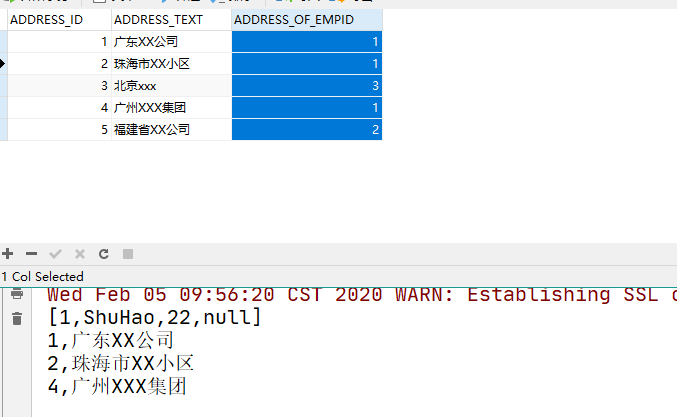 ADDRESS_ID ADDRESS_TEXT ADDRESS_OF_EMPID
1 广东XX公司 1
2 珠海市XX小区 1
3 北京xxx 3
4 广州XXX集团 1
5 福建省XX公司 2
1 Col Selected
Wed Feb 05 09:56:20 CST 2020 WARN: Establishing SSL
[1,ShuHao,22,null]
1,广东XX公司
2,珠海市XX小区
4,广州XXX集团